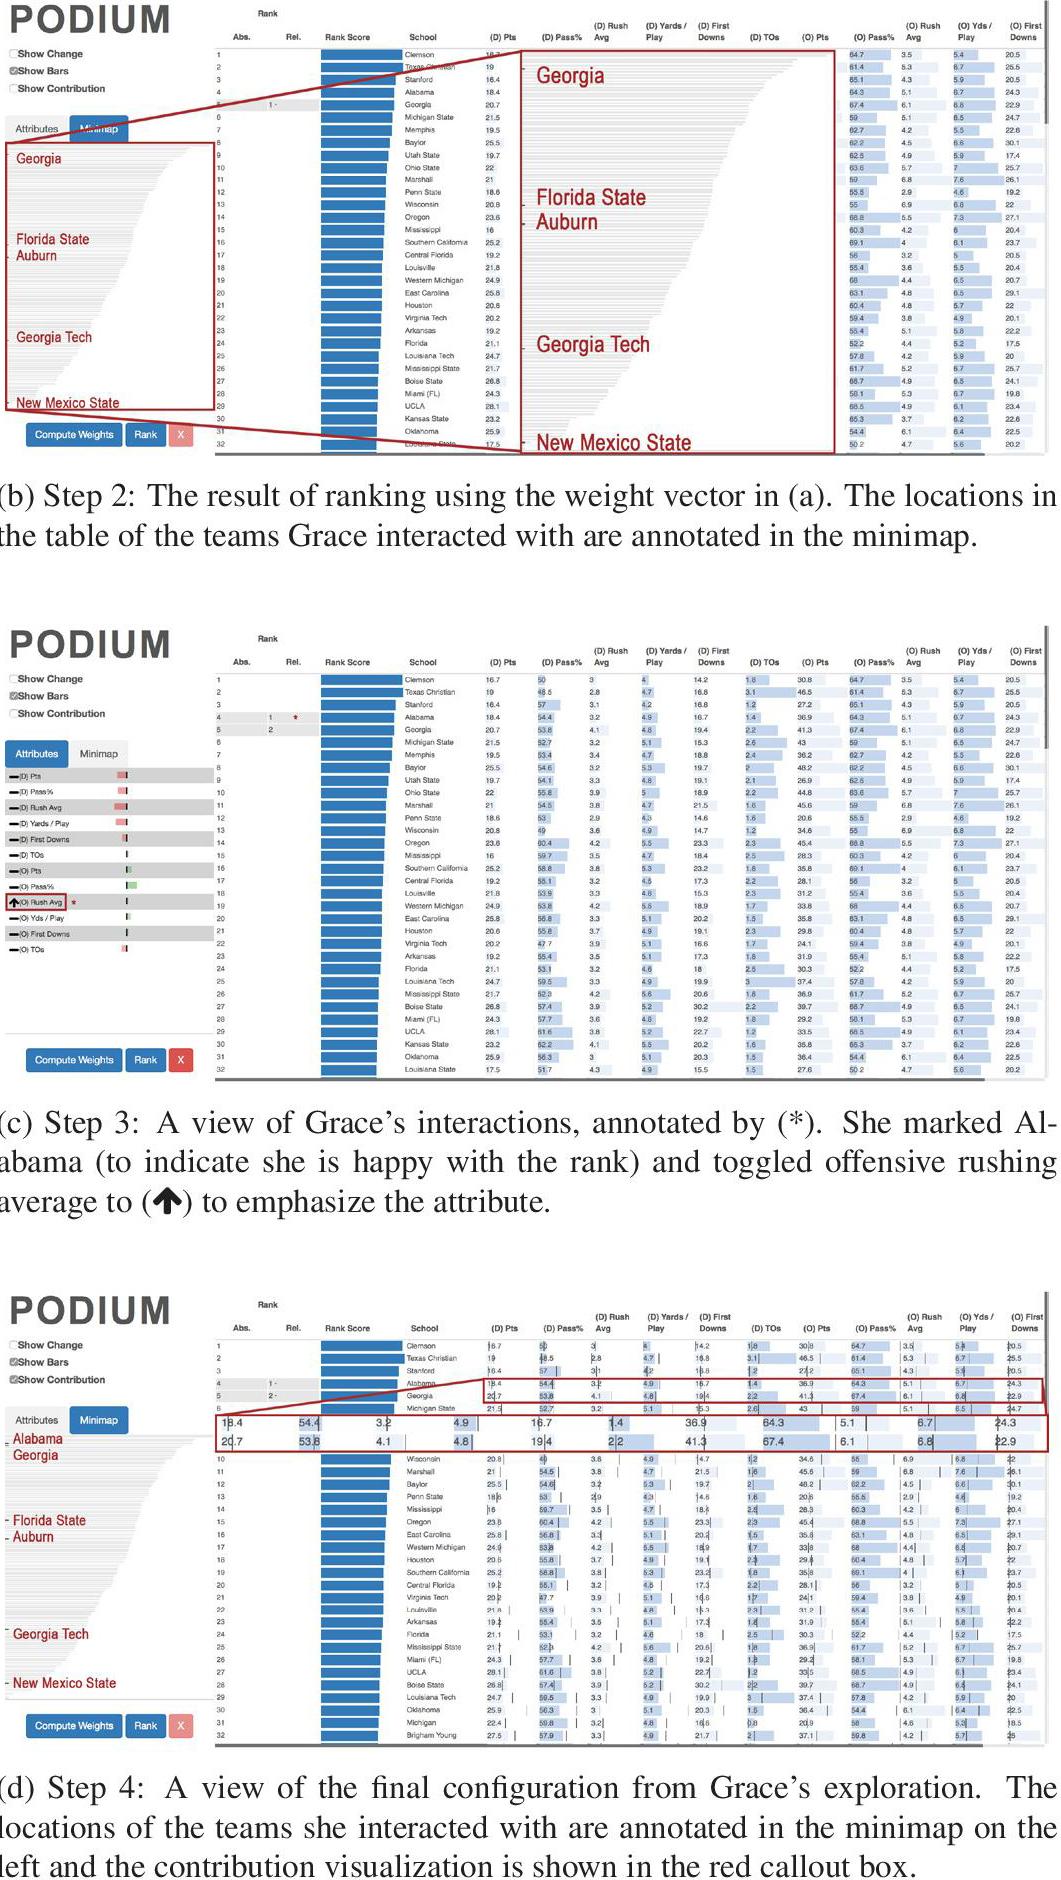 PODIUM
Rank
Show Change
Show Bars
Show Contribution
Abs. Rel. Rank Score School (D) Pts (D) Pass% (D) Rush Avg (D) Yards / Play (D) First Downs (D) TOs (O) Pts (O) Pass% (O) Rush Avg (O) Yds / Play (O) First Downs
Attributes Minimap
Georgia
Florida State
Auburn
Georgia Tech
New Mexico State
Compute Weights Rank X
1 Clemson 64.7 3.5 5.4 20.5
2 Texas Christian 19 61.4 5.3 6.7 25.5
3 Stanford 16.4 65.1 4.3 5.9 20.5
4 Alabama 18.4 64.3 5.1 6.7 24.3
1 - Georgia 20.7 67.4 6.1 6.8 22.9
6 Michigan State 21.5 59 5.1 6.5 24.7
7 Memphis 19.5 62.7 4.2 5.5 22.6
8 Baylor 25.5 62.2 4.5 6.6 30.1
9 Utah State 19.7 62.5 4.9 5.9 17.4
10 Ohio State 22 63.6 5.7 7 25.7
11 Marshall 21 59 6.8 7.6 26.1
12 Penn State 18.6 55.5 2.9 4.6 19.2
13 Wisconsin 20.8 55 6.9 6.8 22
14 Oregon 23.6 68.8 5.5 7.3 27.1
15 Mississippi 16 60.3 4.2 6 20.4
16 Southern California 25.2 69.1 4 6.1 23.7
17 Central Florida 19.2 56 3.2 5 20.5
18 Louisville 21.8 55.4 3.6 5.5 20.4
19 Western Michigan 24.9 68 4.4 6.5 20.7
20 East Carolina 25.8 63.1 4.8 6.5 29.1
21 Houston 20.6 60.4 4.8 5.7 22
22 Virginia Tech 20.2 59.4 3.8 4.9 20.1
23 Arkansas 19.2 55.4 5.1 5.8 22.2
24 Florida 21.1 52.2 4.4 5.2 17.5
25 Louisiana Tech 24.7 57.8 4.2 5.9 20
26 Mississippi State 21.7 61.7 5.2 6.7 25.7
27 Boise State 26.8 68.7 4.9 6.5 24.1
28 Miami (FL) 24.3 58.1 5.3 6.7 19.8
29 UCLA 28.1 68.5 4.9 6.1 23.4
30 Kansas State 23.2 65.3 3.7 6.2 22.6
31 Oklahoma 25.9 54.4 6.1 6.4 22.5
32 Louisiana State 17.5 50.2 4.7 5.6 20.2
Georgia
Florida State
Auburn
Georgia Tech
New Mexico State
(b) Step 2: The result of ranking using the weight vector in (a). The locations in
the table of the teams Grace interacted with are annotated in the minimap.
PODIUM
Rank
Show Change
Show Bars
Show Contribution
Abs. Rel. Rank Score School (D) Pts (D) Pass% (D) Rush Avg (D) Yards / Play (D) First Downs (D) TOs (O) Pts (O) Pass% (O) Rush Avg (O) Yds / Play (O) First Downs
Attributes Minimap
(D) Pts
(D) Pass%
(D) Rush Avg
(D) Yards / Play
(D) First Downs
(D) TOs
(O) Pts
(O) Pass%
(O) Rush Avg *
(O) Yds / Play
(O) First Downs
(O) TOs
Compute Weights Rank X
1 Clemson 16.7 50 3 4 14.2 1.8 30.8 64.7 3.5 5.4 20.5
2 Texas Christian 19 48.5 2.8 4.7 16.8 3.1 46.5 61.4 5.3 6.7 25.5
3 Stanford 16.4 57 3.1 4.2 16.8 1.2 27.2 65.1 4.3 5.9 20.5
4 1 * Alabama 18.4 54.4 3.2 4.9 16.7 1.4 36.9 64.3 5.1 6.7 24.3
5 2 Georgia 20.7 53.8 4.1 4.8 19.4 2.2 41.3 67.4 6.1 6.8 22.9
6 Michigan State 21.5 52.7 3.2 5.1 15.3 2.6 43 59 5.1 6.5 24.7
7 Memphis 19.5 53.4 3.4 4.7 18.8 2.4 36.2 62.7 4.2 5.5 22.6
8 Baylor 25.5 54.6 3.2 5.3 19.7 2 48.2 62.2 4.5 6.6 30.1
9 Utah State 19.7 54.1 3.3 4.8 19.1 2.1 26.9 62.5 4.9 5.9 17.4
10 Ohio State 22 55.8 3.9 5 18.9 2.2 44.8 63.6 5.7 7 25.7
11 Marshall 21 54.5 3.8 4.7 21.5 1.6 45.6 59 6.8 7.6 26.1
12 Penn State 18.6 53 2.9 4.3 14.6 1.6 20.6 55.5 2.9 4.6 19.2
13 Wisconsin 20.8 49 3.6 4.9 14.7 1.2 34.6 55 6.9 6.8 22
14 Oregon 23.6 60.4 4.2 5.5 23.3 2.3 45.4 68.8 5.5 7.3 27.1
15 Mississippi 16 59.7 3.5 4.7 18.4 2.5 28.3 60.3 4.2 6 20.4
16 Southern California 25.2 58.8 3.8 5.3 23.2 1.8 35.8 69.1 4 6.1 23.7
17 Central Florida 19.2 55.1 3.2 4.5 17.3 2.2 28.1 56 3.2 5 20.5
18 Louisville 21.8 53.9 3.3 4.8 15.3 2.3 31.2 55.4 3.6 5.5 20.4
19 Western Michigan 24.9 53.8 4.2 5.5 18.9 1.7 33.8 68 4.4 6.5 20.7
20 East Carolina 25.8 56.8 3.3 5.1 20.2 1.5 35.8 63.1 4.8 6.5 29.1
21 Houston 20.6 55.8 3.7 4.9 19.1 2.3 29.8 60.4 4.8 5.7 22
22 Virginia Tech 20.2 47.7 3.9 5.1 16.6 1.7 24.1 59.4 3.8 4.9 20.1
23 Arkansas 19.2 55.4 3.5 5.1 17.3 1.8 31.9 55.4 5.1 5.8 22.2
24 Florida 21.1 53.1 3.2 4.6 18 2.5 30.3 52.2 4.4 5.2 17.5
25 Louisiana Tech 24.7 59.5 3.3 4.9 19.9 3 37.4 57.8 4.2 5.9 20
26 Mississippi State 21.7 52.3 4.2 5.6 20.6 1.8 36.9 61.7 5.2 6.7 25.7
27 Boise State 26.8 57.4 3.9 5.2 30.2 2.2 39.7 68.7 4.9 6.5 24.1
28 Miami (FL) 24.3 57.7 3.6 4.8 19.2 1.8 29.2 58.1 5.3 6.7 19.8
29 UCLA 28.1 61.6 3.8 5.2 22.7 1.2 33.5 68.5 4.9 6.1 23.4
30 Kansas State 23.2 62.2 4.1 5.5 20.2 1.6 35.8 65.3 3.7 6.2 22.6
31 Oklahoma 25.9 56.3 3 5.1 20.3 1.5 36.4 54.4 6.1 6.4 22.5
32 Louisiana State 17.5 51.7 4.3 4.9 15.5 1.5 27.6 50.2 4.7 5.6 20.2
(c) Step 3: A view of Grace's interactions, annotated by (*). She marked Al-
abama (to indicate she is happy with the rank) and toggled offensive rushing
average to (↑) to emphasize the attribute.
PODIUM
Rank
Show Change
Show Bars
Show Contribution
Abs. Rel. Rank Score School (D) Pts (D) Pass% (D) Rush Avg (D) Yards / Play (D) First Downs (D) TOs (O) Pts (O) Pass% (O) Rush Avg (O) Yds / Play (O) First Downs
Attributes Minimap
Alabama
Georgia
Florida State
Auburn
Georgia Tech
New Mexico State
Compute Weights Rank X
1 Clemson 16.7 50 3 4 14.2 1.8 30.8 64.7 3.5 5.4 20.5
2 Texas Christian 19 48.5 2.8 4.7 16.8 3.1 46.5 61.4 5.3 6.7 25.5
3 Stanford 16.4 57 27.2 65.1 4.3 5.9 20.5
4 1 - Alabama 18.4 54.4 3.2 4.9 16.7 1.4 36.9 64.3 5.1 6.7 24.3
5 2 - Georgia 20.7 53.8 4.1 4.8 19.4 2.2 41.3 67.4 6.1 6.8 22.9
6 Michigan State 21.5 52.7 3.2 5.1 15.3 2.6 43 59 5.1 6.5 24.7
18.4 54.4 3.2 4.9 16.7 1.4 36.9 64.3 5.1 6.7 24.3
20.7 53.8 4.1 4.8 19.4 2.2 41.3 67.4 6.1 6.8 22.9
10 Wisconsin 20.8 49 3.6 4.9 14.7 1.2 34.6 55 6.9 6.8 22
11 Marshall 21 54.5 3.8 4.7 21.5 1.6 45.6 59 6.8 7.6 26.1
12 Baylor 25.5 54.6 3.2 5.3 19.7 2 48.2 62.2 4.5 6.6 30.1
13 Penn State 18.6 53 2.9 4.3 14.6 1.6 20.6 55.5 2.9 4.6 19.2
14 Mississippi 16 59.7 3.5 4.7 18.4 2.5 28.3 60.3 4.2 6 20.4
15 Oregon 23.6 60.4 4.2 5.5 23.3 2.3 45.4 68.8 5.5 7.3 27.1
16 East Carolina 25.8 56.8 3.3 5.1 20.2 1.5 35.8 63.1 4.8 6.5 29.1
17 Western Michigan 24.9 53.8 4.2 5.5 18.9 1.7 33.8 68 4.4 6.5 20.7
18 Houston 20.6 55.8 3.7 4.9 19.1 2.3 29.8 60.4 4.8 5.7 22
19 Southern California 25.2 58.8 3.8 5.3 23.2 1.8 35.8 69.1 4 6.1 23.7
20 Central Florida 19.2 55.1 3.2 4.5 17.3 2.2 28.1 56 3.2 5 20.5
21 Virginia Tech 20.2 47.7 3.9 5.1 16.6 1.7 24.1 59.4 3.8 4.9 20.1
22 Louisville 21.8 53.9 3.3 4.8 15.3 2.3 31.2 55.4 3.6 5.5 20.4
23 Arkansas 19.2 55.4 3.5 5.1 17.3 1.8 31.9 55.4 5.1 5.8 22.2
24 Florida 21.1 53.1 3.2 4.6 18 2.5 30.3 52.2 4.4 5.2 17.5
25 Mississippi State 21.7 52.3 4.2 5.6 20.6 1.8 36.9 61.7 5.2 6.7 25.7
26 Miami (FL) 24.3 57.7 3.6 4.8 19.2 1.8 29.2 58.1 5.3 6.7 19.8
27 UCLA 28.1 61.6 3.8 5.2 22.7 1.2 33.5 68.5 4.9 6.1 23.4
28 Boise State 26.8 57.4 3.9 5.2 30.2 2.2 39.7 68.7 4.9 6.5 24.1
29 Louisiana Tech 24.7 59.5 3.3 4.9 19.9 3 37.4 57.8 4.2 5.9 20
30 Oklahoma 25.9 56.3 3 5.1 20.3 1.5 36.4 54.4 6.1 6.4 22.5
31 Michigan 22.4 59.8 3.2 4.8 16.6 0.8 20.9 58 4.6 5.3 18.5
32 Brigham Young 27.5 57.9 3.3 4.9 21.7 2 37.1 59.8 4.2 5.7 25
(d) Step 4: A view of the final configuration from Grace's exploration. The
locations of the teams she interacted with are annotated in the minimap on the
left and the contribution visualization is shown in the red callout box.